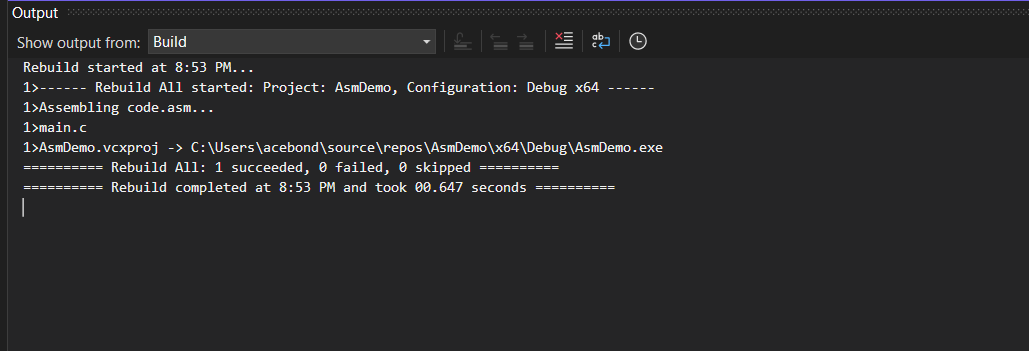 Output
Show output from: Build
Rebuild started at 8:53 PM...
1>------ Rebuild All started: Project: AsmDemo, Configuration: Debug x64 ------
1>Assembling code.asm...
1>main.c
1>AsmDemo.vcxproj -> C:\Users\acebond\source\repos\AsmDemo\x64\Debug\AsmDemo.exe
========== Rebuild All: 1 succeeded, 0 failed, 0 skipped ==========
========== Rebuild completed at 8:53 PM and took 00.647 seconds ==========